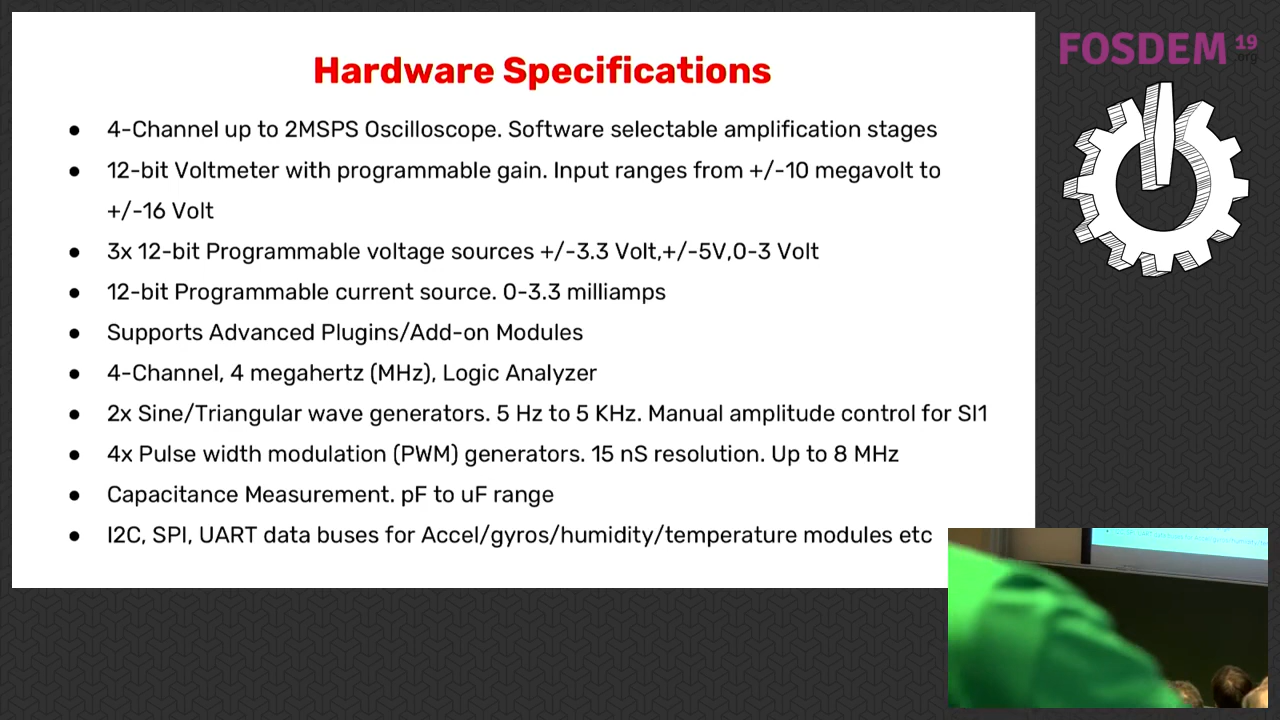 Hardware Specifications
● 4-Channel up to 2MSPS Oscilloscope. Software selectable amplification stages
● 12-bit Voltmeter with programmable gain. Input ranges from +/-10 megavolt to
+/-16 Volt
● 3x 12-bit Programmable voltage sources +/-3.3 Volt,+/-5V,0-3 Volt
● 12-bit Programmable current source. 0-3.3 milliamps
● Supports Advanced Plugins/Add-on Modules
● 4-Channel, 4 megahertz (MHz), Logic Analyzer
● 2x Sine/Triangular wave generators. 5 Hz to 5 KHz. Manual amplitude control for SI1
● 4x Pulse width modulation (PWM) generators. 15 nS resolution. Up to 8 MHz
● Capacitance Measurement. pF to uF range
● I2C, SPI, UART data buses for Accel/gyros/humidity/temperature modules etc
FOSDEM 19
.org